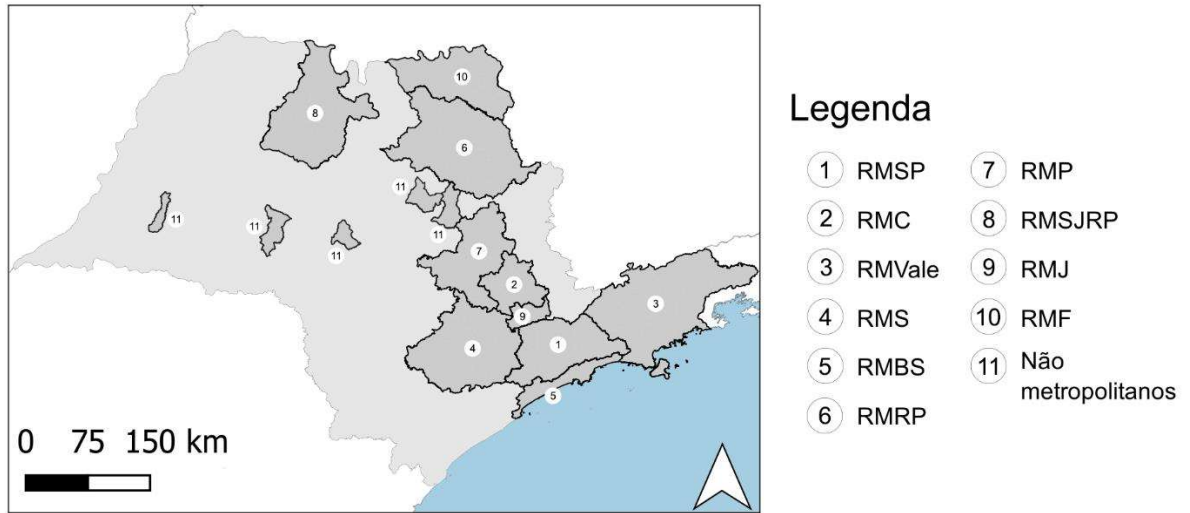 10
8
6
11
11
11
11
11
7
2
9
3
4
1
5
0 75 150 km
Legenda
1 RMSP
2 RMC
3 RMVale
4 RMS
5 RMBS
6 RMRP
7 RMP
8 RMSJRP
9 RMJ
10 RMF
11 Não
metropolitanos